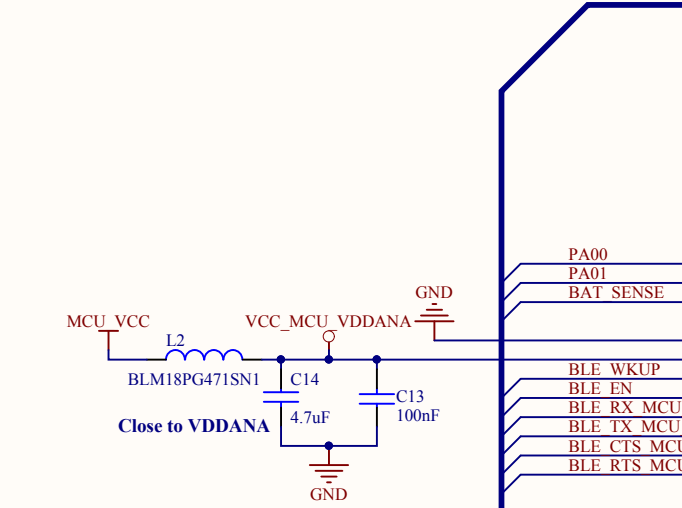 PA00
PA01
BAT_SENSE
GND
MCU_VCC
VCC_MCU_VDDANA
L2
BLM18PG471SN1
C14
4.7uF
C13
100nF
Close to VDDANA
GND
BLE_WKUP
BLE_EN
BLE_RX_MCU
BLE_TX_MCU
BLE_CTS_MCU
BLE_RTS_MCU